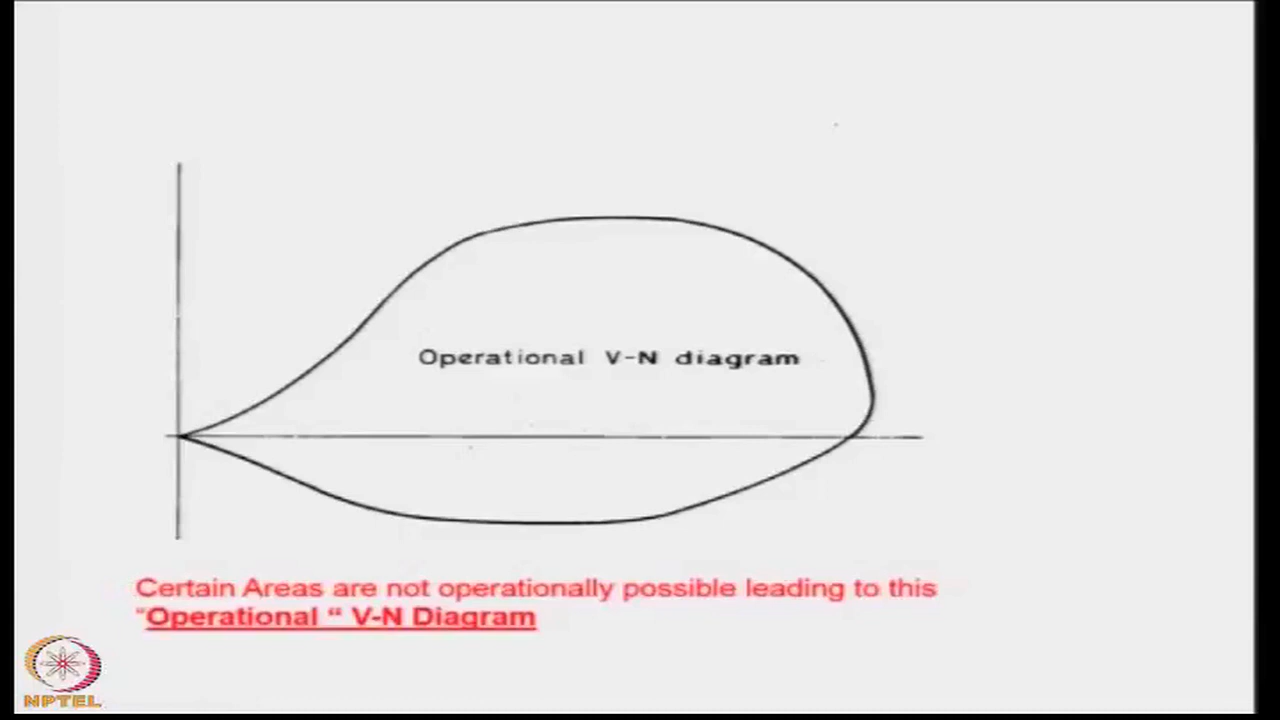 Operational V-N diagram
Certain Areas are not operationally possible leading to this
“Operational “ V-N Diagram
NPTEL